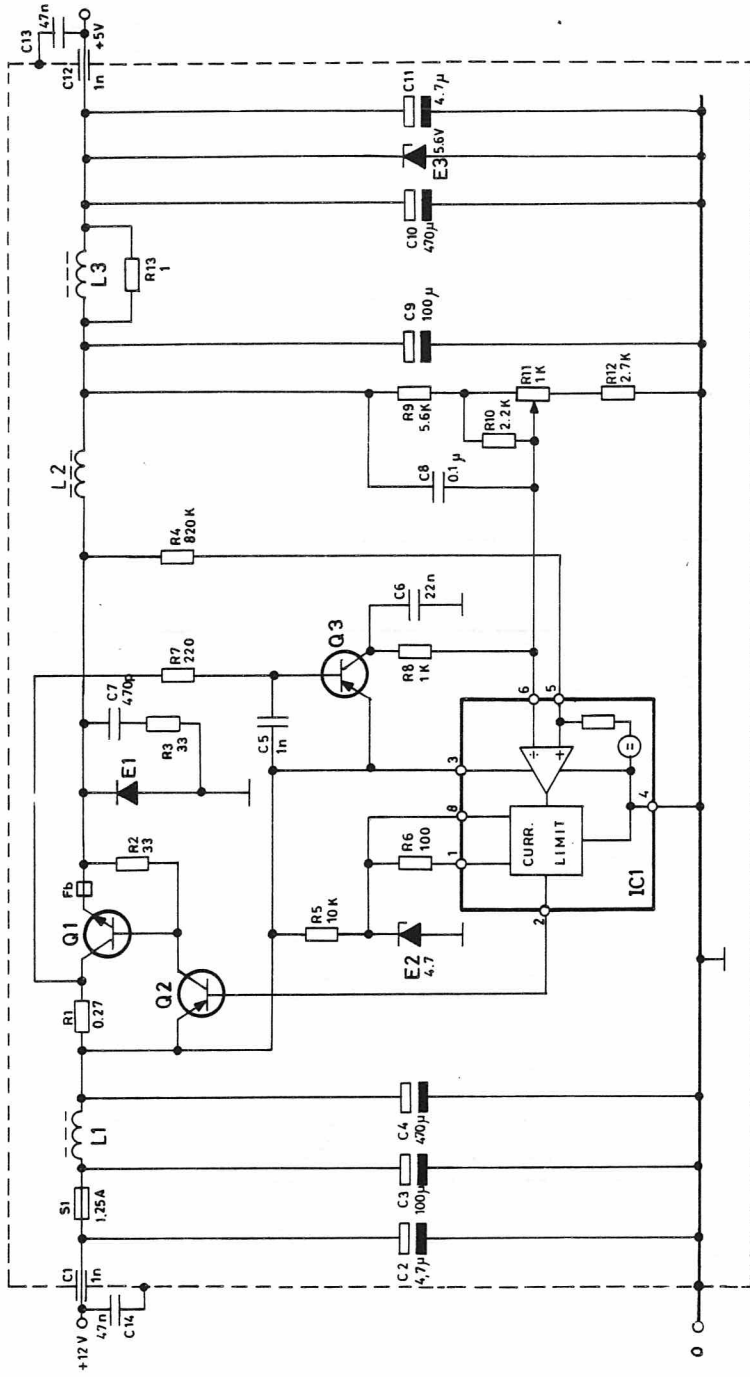 +12 V
C1
1n
47n
C14
S1
1,25A
L1
C2
4,7μ
C3
100μ
C4
470μ
R1
0.27
Q1
Q2
Fb
R2
33
E1
R3
33
C7
470p
R7
220
C5
1n
Q3
C6
22n
R8
1K
R4
820K
R5
10K
E2
4.7
R6
100
1
8
3
6
5
2
4
CURR.
LIMIT
÷
+
=
IC1
L2
C8
0.1 μ
R9
5.6K
R10
2.2K
R11
1K
R12
2.7K
C9
100 μ
L3
R13
1
C10
470μ
E3
5.6V
C11
4.7μ
C12
1n
C13
47n
+5V
0